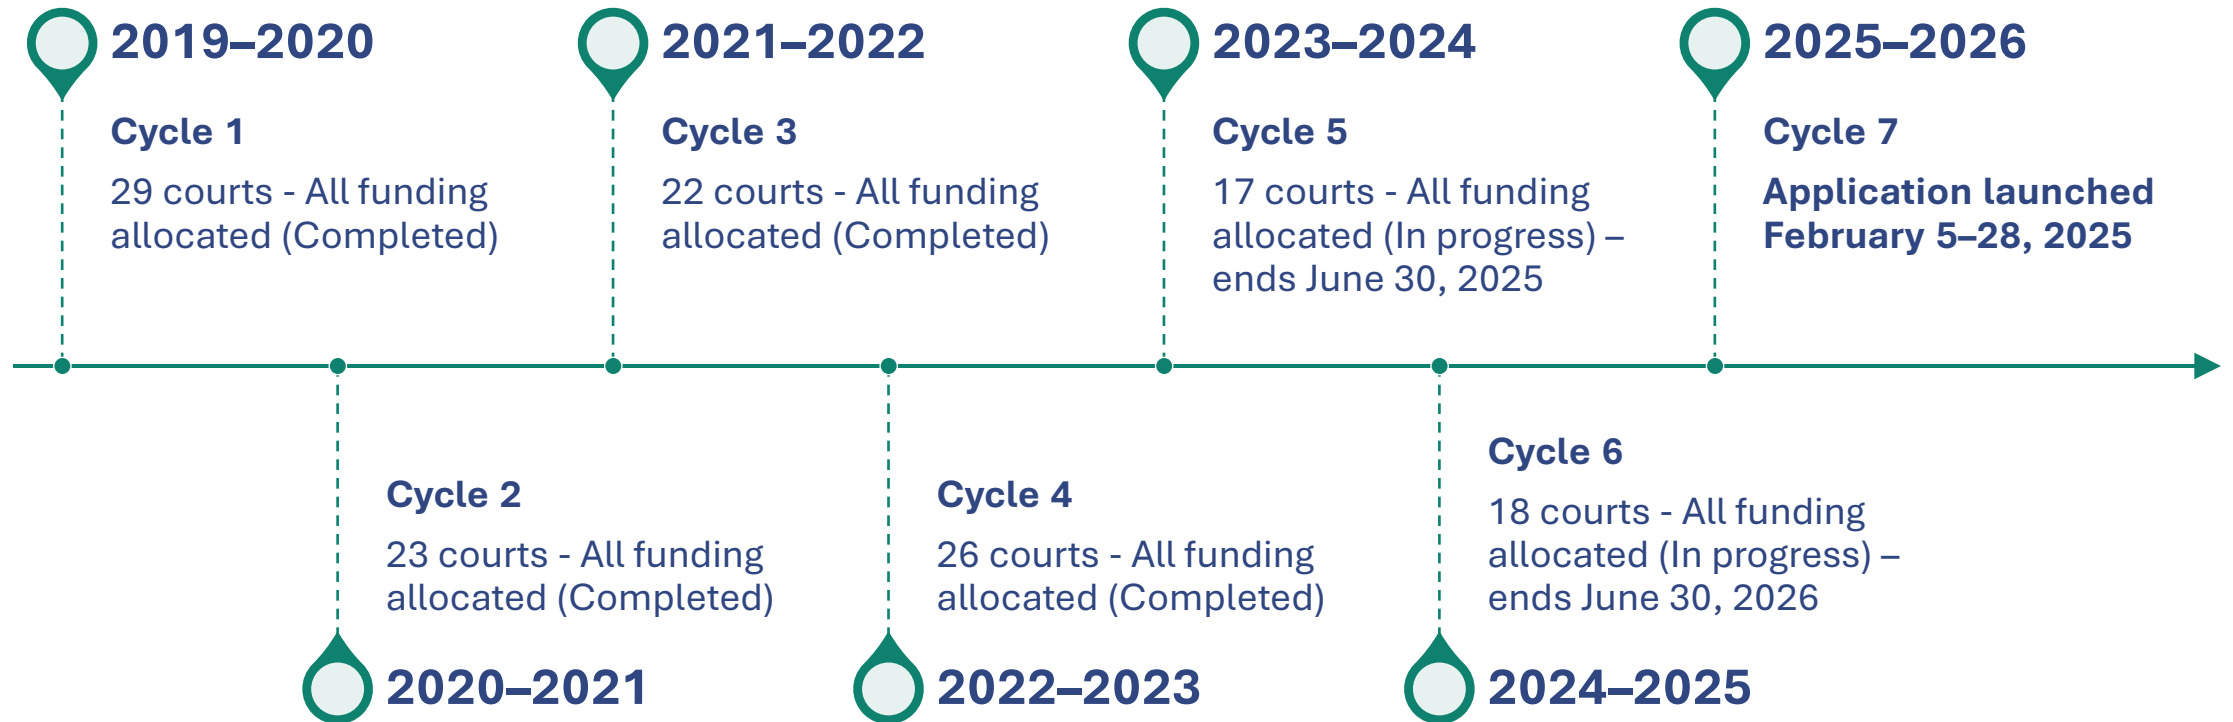 2019–2020
Cycle 1
29 courts - All funding
allocated (Completed)
2021–2022
Cycle 3
22 courts - All funding
allocated (Completed)
2023–2024
Cycle 5
17 courts - All funding
allocated (In progress) –
ends June 30, 2025
2025–2026
Cycle 7
Application launched
February 5–28, 2025
Cycle 2
23 courts - All funding
allocated (Completed)
2020–2021
Cycle 4
26 courts - All funding
allocated (Completed)
2022–2023
Cycle 6
18 courts - All funding
allocated (In progress) –
ends June 30, 2026
2024–2025